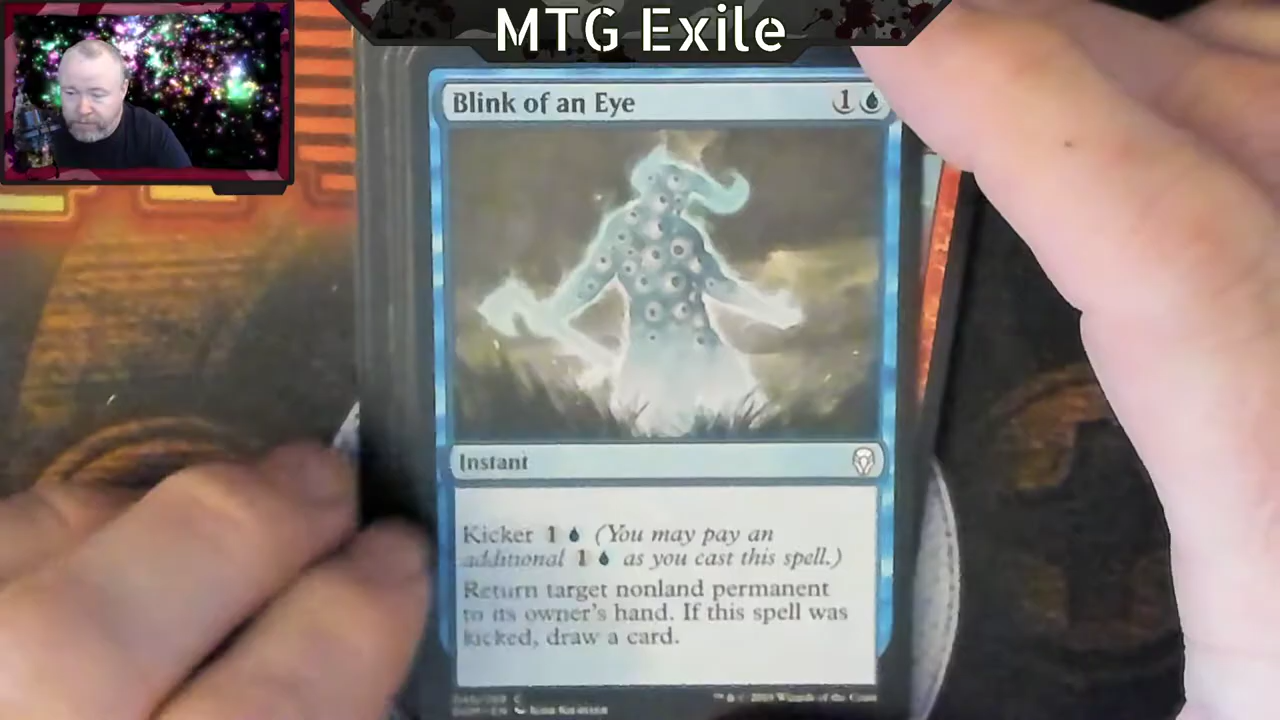 MTG Exile
Blink of an Eye 1
Instant
Kicker 1 (You may pay an
additional 1 as you cast this spell.)
Return target nonland permanent
to its owner's hand. If this spell was
kicked, draw a card.